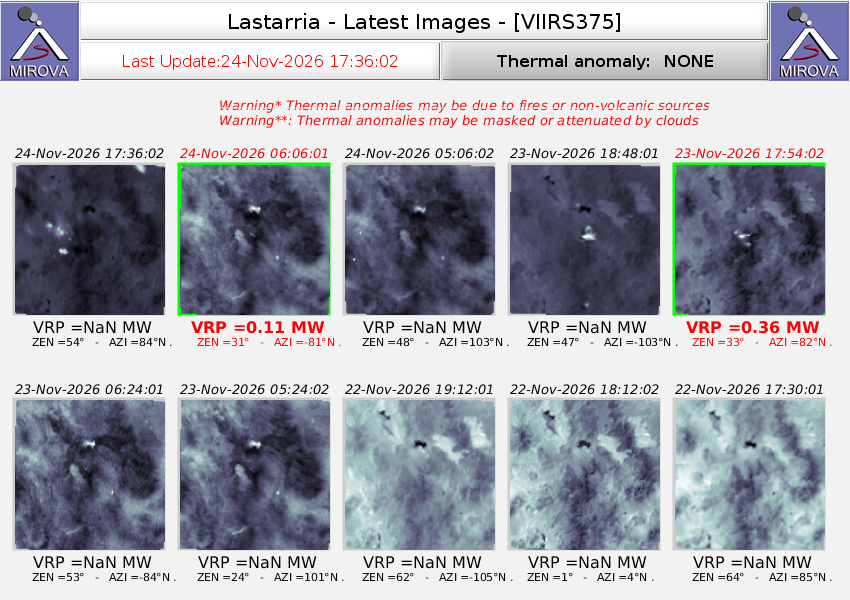 Lastarria - Latest Images - [VIIRS375]
MIROVA
Last Update:24-Nov-2026 17:36:02
Thermal anomaly: NONE
MIROVA
Warning* Thermal anomalies may be due to fires or non-volcanic sources
Warning**: Thermal anomalies may be masked or attenuated by clouds
24-Nov-2026 17:36:02 24-Nov-2026 06:06:01 24-Nov-2026 05:06:02 23-Nov-2026 18:48:01 23-Nov-2026 17:54:02
VRP =NaN MW VRP =0.11 MW VRP =NaN MW VRP =NaN MW VRP =0.36 MW
ZEN =54° - AZI =84°N . ZEN =31° - AZI =-81°N . ZEN =48° - AZI =103°N . ZEN =47° - AZI =-103°N . ZEN =33° - AZI =82°N .
23-Nov-2026 06:24:01 23-Nov-2026 05:24:02 22-Nov-2026 19:12:01 22-Nov-2026 18:12:02 22-Nov-2026 17:30:01
VRP =NaN MW VRP =NaN MW VRP =NaN MW VRP =NaN MW VRP =NaN MW
ZEN =53° - AZI =-84°N . ZEN =24° - AZI =101°N . ZEN =62° - AZI =-105°N . ZEN =1° - AZI =4°N . ZEN =64° - AZI =85°N .